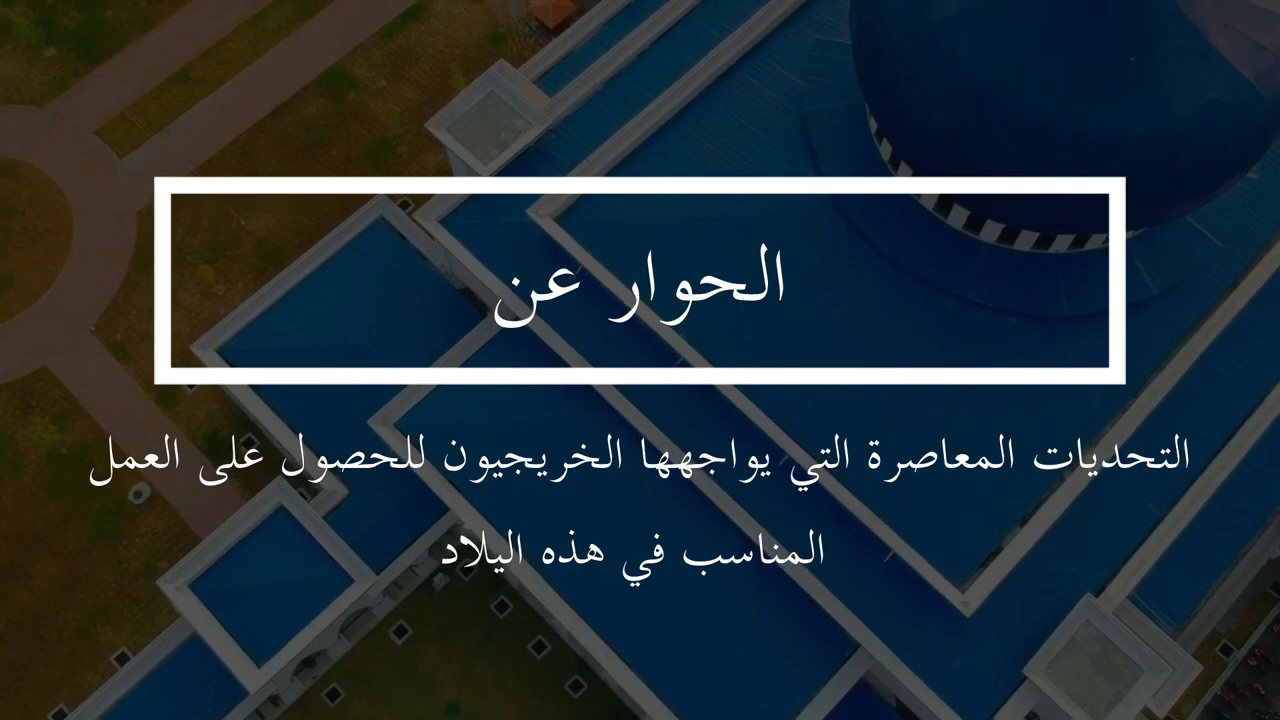 الحوار عن
التحديات المعاصرة التي يواجهها الخريجيون للحصول على العمل
المناسب في هذه اليلاد